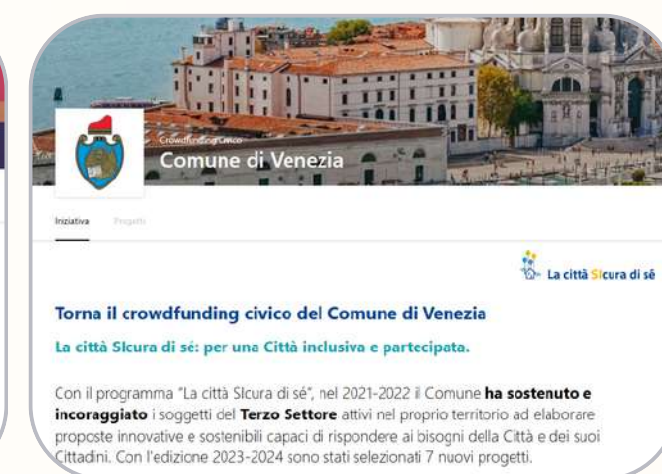 Crowdfunding Civico
Comune di Venezia
Iniziativa Progetti
La città SIcura di sé
Torna il crowdfunding civico del Comune di Venezia
La città SIcura di sé: per una Città inclusiva e partecipata.
Con il programma "La città SIcura di sé", nel 2021-2022 il Comune ha sostenuto e
incoraggiato i soggetti del Terzo Settore attivi nel proprio territorio ad elaborare
proposte innovative e sostenibili capaci di rispondere ai bisogni della Città e dei suoi
Cittadini. Con l'edizione 2023-2024 sono stati selezionati 7 nuovi progetti.